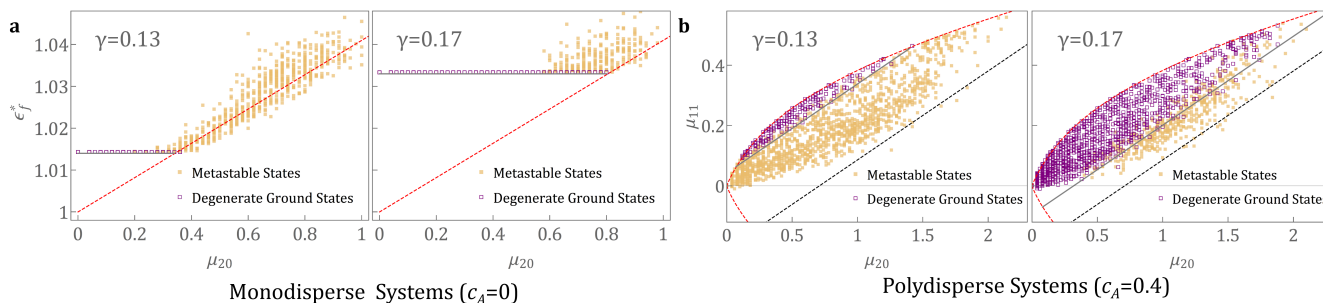 a
ϵ*f
γ=0.13
1.04
1.03
1.02
1.01
1
0 0.2 0.4 0.6 0.8 1
μ20
Metastable States
Degenerate Ground States
γ=0.17
0 0.2 0.4 0.6 0.8 1
μ20
Metastable States
Degenerate Ground States
Monodisperse Systems (cA=0)
b
μ11
γ=0.13
0.4
0.2
0
0 0.5 1 1.5 2
μ20
Metastable States
Degenerate Ground States
γ=0.17
0 0.5 1 1.5 2
μ20
Metastable States
Degenerate Ground States
Polydisperse Systems (cA=0.4)